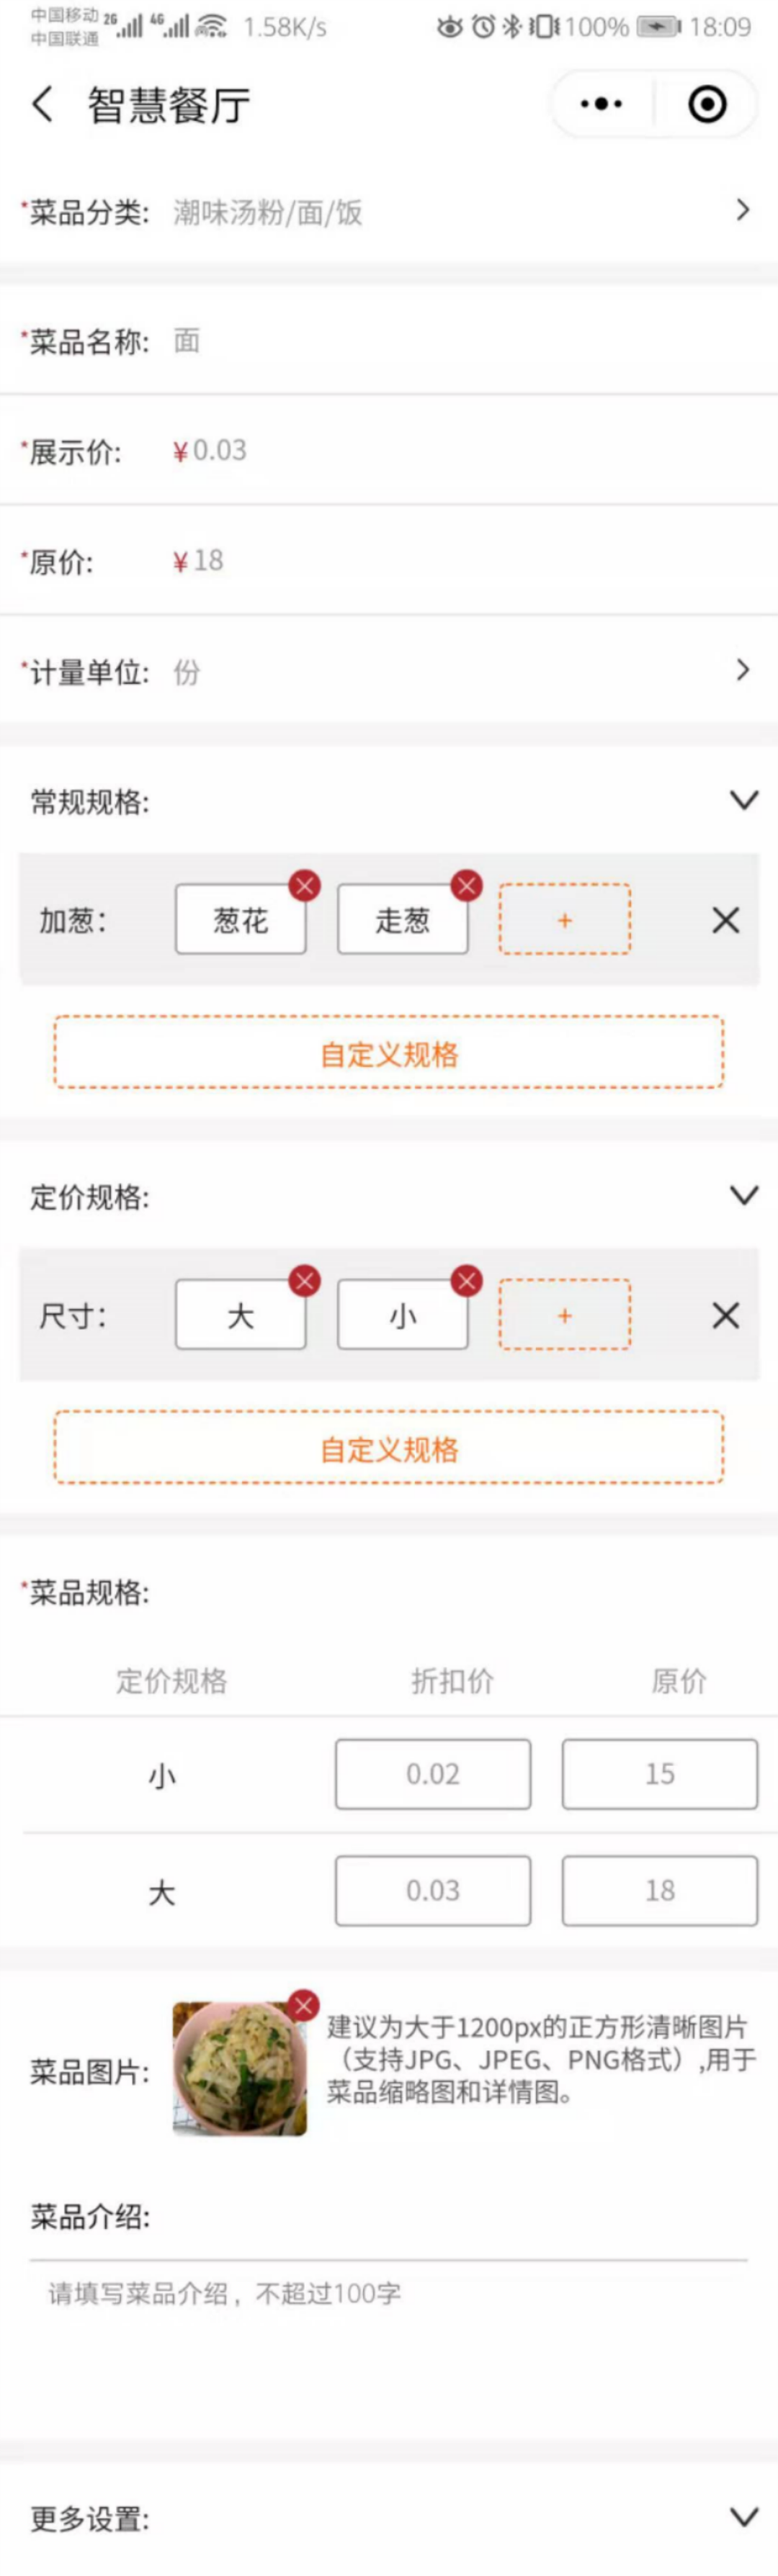 中国移动 2G 4G 1.58K/s 100% 18:09
中国联通
智慧餐厅
*菜品分类: 潮味汤粉/面/饭
*菜品名称: 面
*展示价: ¥0.03
*原价: ¥18
*计量单位: 份
常规规格:
加葱: 葱花 走葱 +
自定义规格
定价规格:
尺寸: 大 小 +
自定义规格
*菜品规格:
定价规格 折扣价 原价
小 0.02 15
大 0.03 18
菜品图片:
建议为大于1200px的正方形清晰图片
（支持JPG、JPEG、PNG格式）,用于
菜品缩略图和详情图。
菜品介绍:
请填写菜品介绍，不超过100字
更多设置: